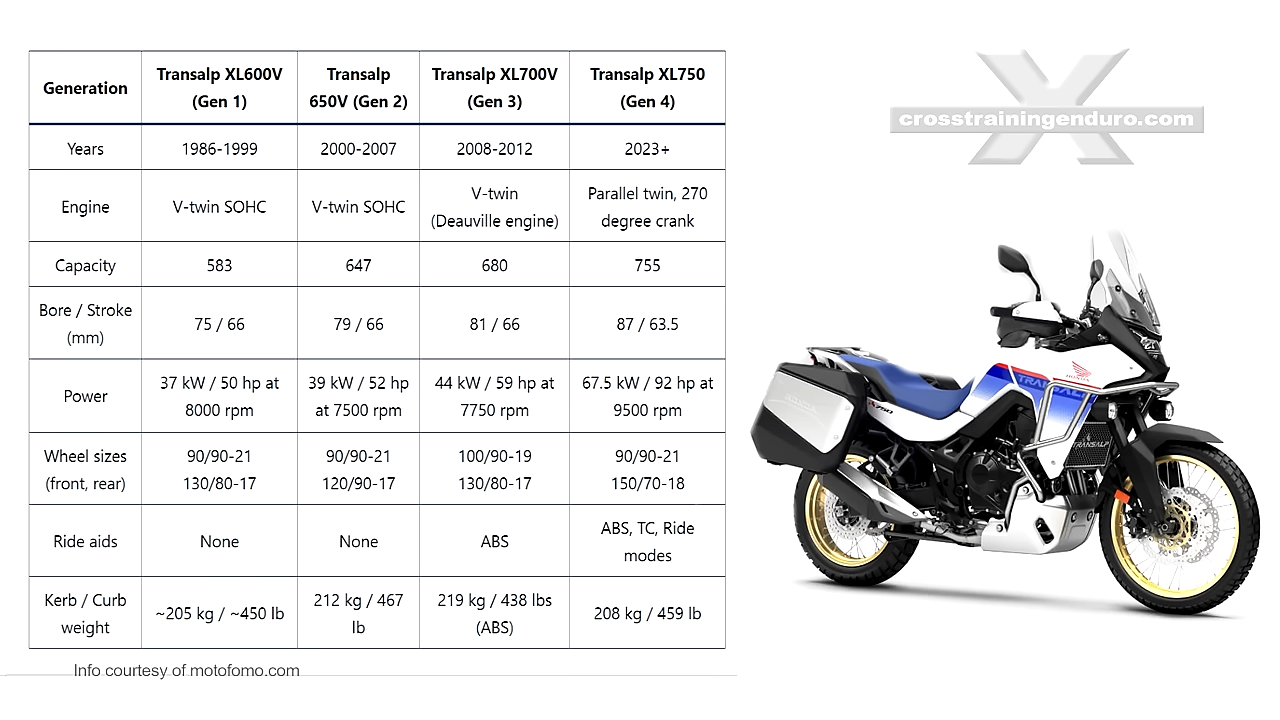 Generation
Transalp XL600V
(Gen 1)
Transalp
650V (Gen 2)
Transalp XL700V
(Gen 3)
Transalp XL750
(Gen 4)
Years
1986-1999
2000-2007
2008-2012
2023+
Engine
V-twin SOHC
V-twin SOHC
V-twin
(Deauville engine)
Parallel twin, 270
degree crank
Capacity
583
647
680
755
Bore / Stroke
(mm)
75 / 66
79 / 66
81 / 66
87 / 63.5
Power
37 kW / 50 hp at
8000 rpm
39 kW / 52 hp
at 7500 rpm
44 kW / 59 hp at
7750 rpm
67.5 kW / 92 hp at
9500 rpm
Wheel sizes
(front, rear)
90/90-21
130/80-17
90/90-21
120/90-17
100/90-19
130/80-17
90/90-21
150/70-18
Ride aids
None
None
ABS
ABS, TC, Ride
modes
Kerb / Curb
weight
~205 kg / ~450 lb
212 kg / 467
lb
219 kg / 438 lbs
(ABS)
208 kg / 459 lb
Info courtesy of motofomo.com
X
crosstrainingenduro.com
HONDA
TRANSALP
750
HONDA
TRANSALP